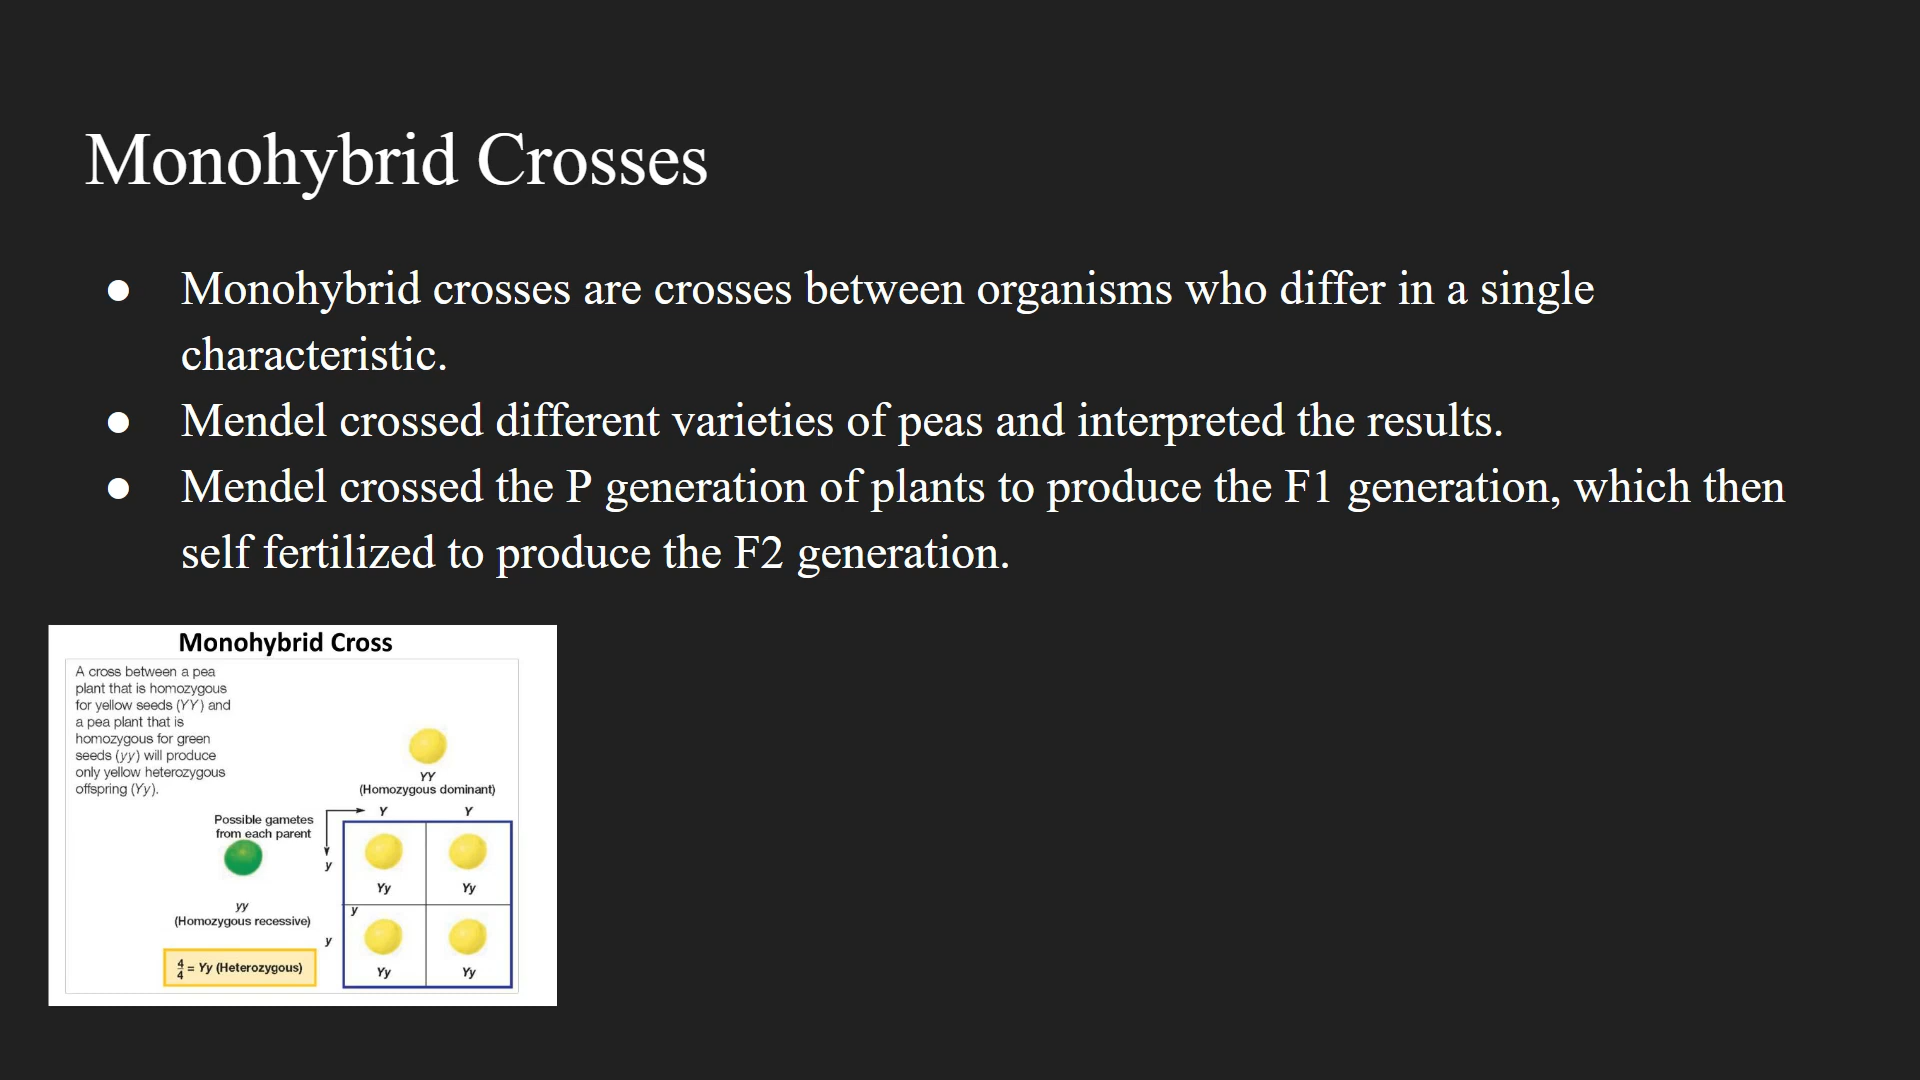 Monohybrid Crosses
● Monohybrid crosses are crosses between organisms who differ in a single
characteristic.
● Mendel crossed different varieties of peas and interpreted the results.
● Mendel crossed the P generation of plants to produce the F1 generation, which then
self fertilized to produce the F2 generation.
Monohybrid Cross
A cross between a pea
plant that is homozygous
for yellow seeds (YY) and
a pea plant that is
homozygous for green
seeds (yy) will produce
only yellow heterozygous
offspring (Yy).
YY
(Homozygous dominant)
Y Y
Possible gametes
from each parent
y
Yy Yy
yy
(Homozygous recessive)
y
y
Yy Yy
4/4 = Yy (Heterozygous)